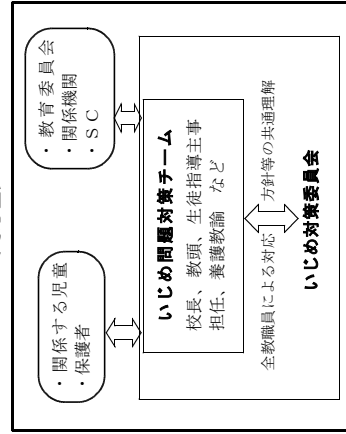 ・関係する児童
・保護者
・教育委員会
・関係機関
・ＳＣ
いじめ問題対策チーム
校長、教頭、生徒指導主事
担任、養護教諭　など
全教職員による対応　方針等の共通理解
いじめ対策委員会